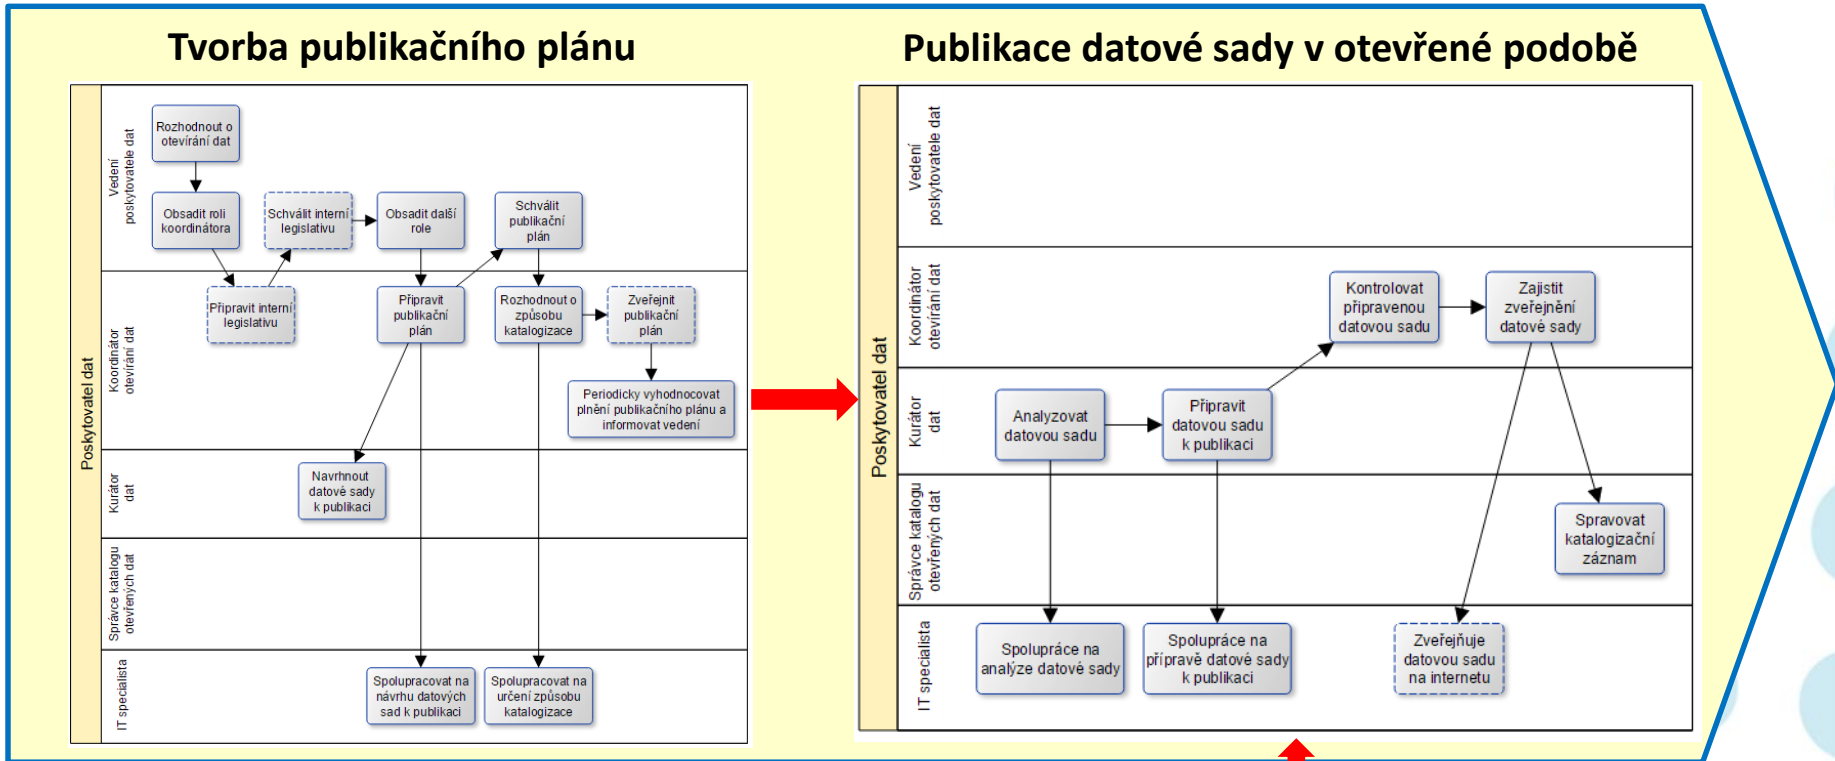 Tvorba publikačního plánu
Poskytovatel dat
Vedení
poskytovatele dat
Rozhodnout o
otevírání dat
Obsadit roli
koordinátora
Schválit interní
legislativu
Obsadit další
role
Schválit
publikační
plán
Koordinátor
otevírání dat
Připravit interní
legislativu
Připravit
publikační
plán
Rozhodnout o
způsobu
katalogizace
Zveřejnit
publikační
plán
Periodicky vyhodnocovat
plnění publikačního plánu a
informovat vedení
Kurátor
dat
Navrhnout
datové sady
k publikaci
Správce katalogu
otevřených dat
IT specialista
Spolupracovat na
návrhu datových
sad k publikaci
Spolupracovat na
určení způsobu
katalogizace
Publikace datové sady v otevřené podobě
Poskytovatel dat
Vedení
poskytovatele dat
Koordinátor
otevírání dat
Kontrolovat
připravenou
datovou sadu
Zajistit
zveřejnění
datové sady
Kurátor
dat
Analyzovat
datovou sadu
Připravit
datovou sadu
k publikaci
Správce katalogu
otevřených dat
Spravovat
katalogizační
záznam
IT specialista
Spolupráce na
analýze datové sady
Spolupráce na
přípravě datové sady
k publikaci
Zveřejňuje
datovou sadu
na internetu